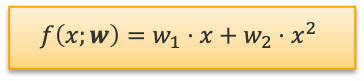 f(x; w) = w₁ · x + w₂ · x²